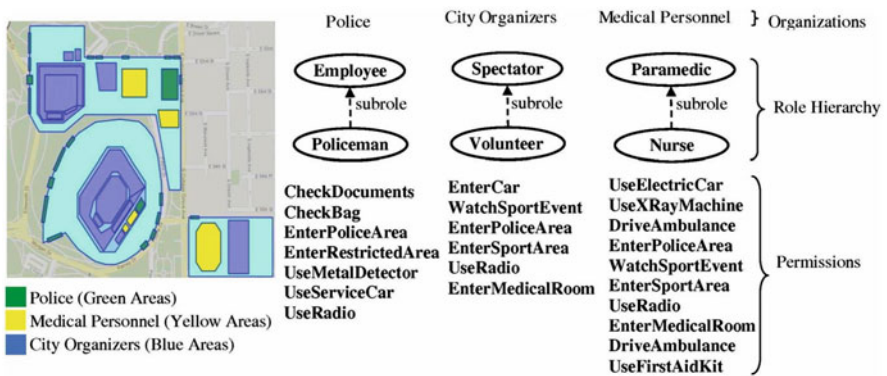 Police
City Organizers
Medical Personnel
} Organizations
Employee
Spectator
Paramedic
subrole
subrole
subrole
Role Hierarchy
Policeman
Volunteer
Nurse
CheckDocuments
CheckBag
EnterPoliceArea
EnterRestrictedArea
UseMetalDetector
UseServiceCar
UseRadio
EnterCar
WatchSportEvent
EnterPoliceArea
EnterSportArea
UseRadio
EnterMedicalRoom
UseElectricCar
UseXRayMachine
DriveAmbulance
EnterPoliceArea
WatchSportEvent
EnterSportArea
UseRadio
EnterMedicalRoom
DriveAmbulance
UseFirstAidKit
Permissions
Police (Green Areas)
Medical Personnel (Yellow Areas)
City Organizers (Blue Areas)